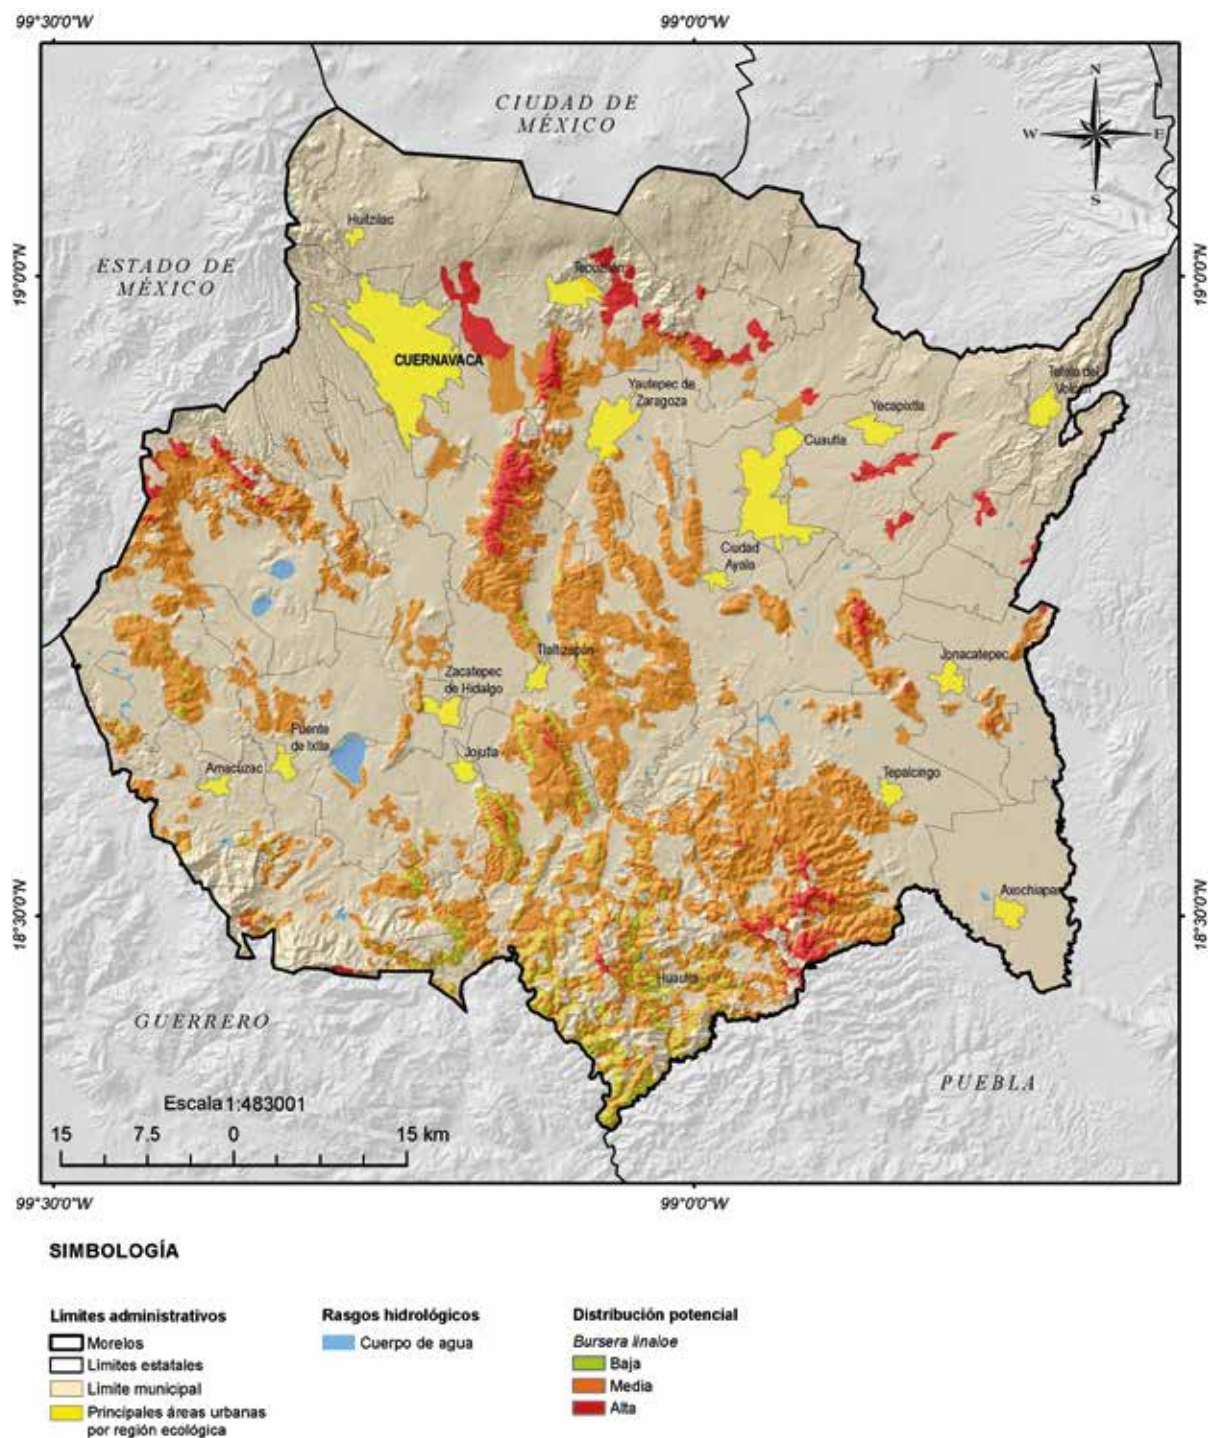 99°30'0"W
99°0'0"W
N
W
E
S
CIUDAD DE
MÉXICO
Huitzilac
ESTADO DE
MÉXICO
19°0'0"N
19°0'0"N
CUERNAVACA
Yautepec de
Zaragoza
Yecapixtla
Cuautla
Ciudad
Ayala
Tlaltizapán
Zacatepec
de Hidalgo
Jonacatepec
Puente
de Ixtla
Jojutla
Amacuzac
Tepalcingo
Axochiapan
18°30'0"N
18°30'0"N
Huautla
GUERRERO
PUEBLA
Escala 1:483001
15
7.5
0
15 km
99°30'0"W
99°0'0"W
SIMBOLOGÍA
Límites administrativos
Morelos
Límites estatales
Límite municipal
Principales áreas urbanas
por región ecológica
Rasgos hidrológicos
Cuerpo de agua
Distribución potencial
Bursera linaloe
Baja
Media
Alta